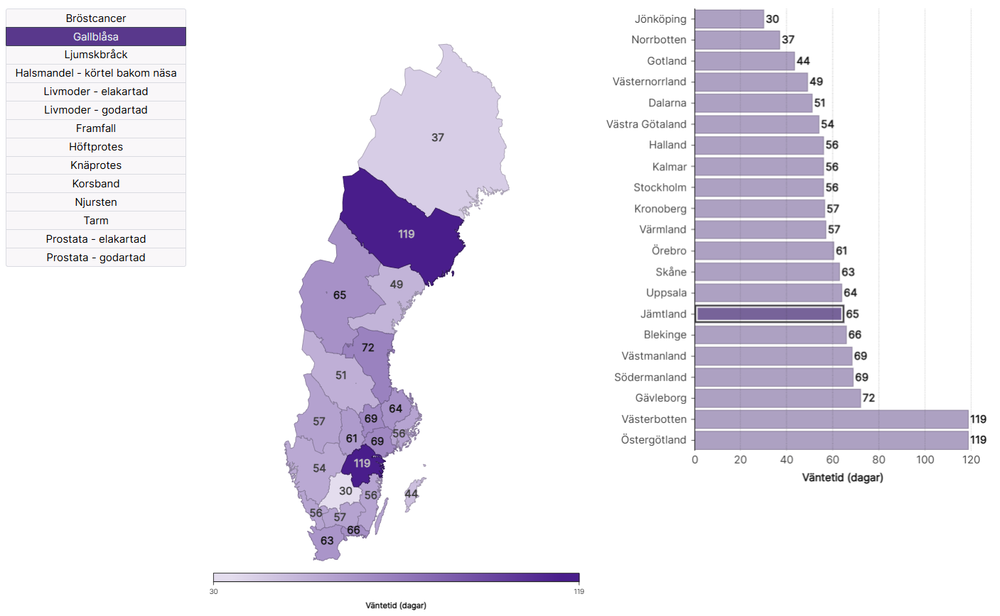 Bröstcancer
Gallblåsa
Ljumskbråck
Halsmandel - körtel bakom näsa
Livmoder - elakartad
Livmoder - godartad
Framfall
Höftprotes
Knäprotes
Korsband
Njursten
Tarm
Prostata - elakartad
Prostata - godartad
37
119
49
65
72
51
64
57
69
56
61
69
119
54
30
56
44
56
57
66
63
30
119
Väntetid (dagar)
Jönköping 30
Norrbotten 37
Gotland 44
Västernorrland 49
Dalarna 51
Västra Götaland 54
Halland 56
Kalmar 56
Stockholm 56
Kronoberg 57
Värmland 57
Örebro 61
Skåne 63
Uppsala 64
Jämtland 65
Blekinge 66
Västmanland 69
Södermanland 69
Gävleborg 72
Västerbotten 119
Östergötland 119
0 20 40 60 80 100 120
Väntetid (dagar)